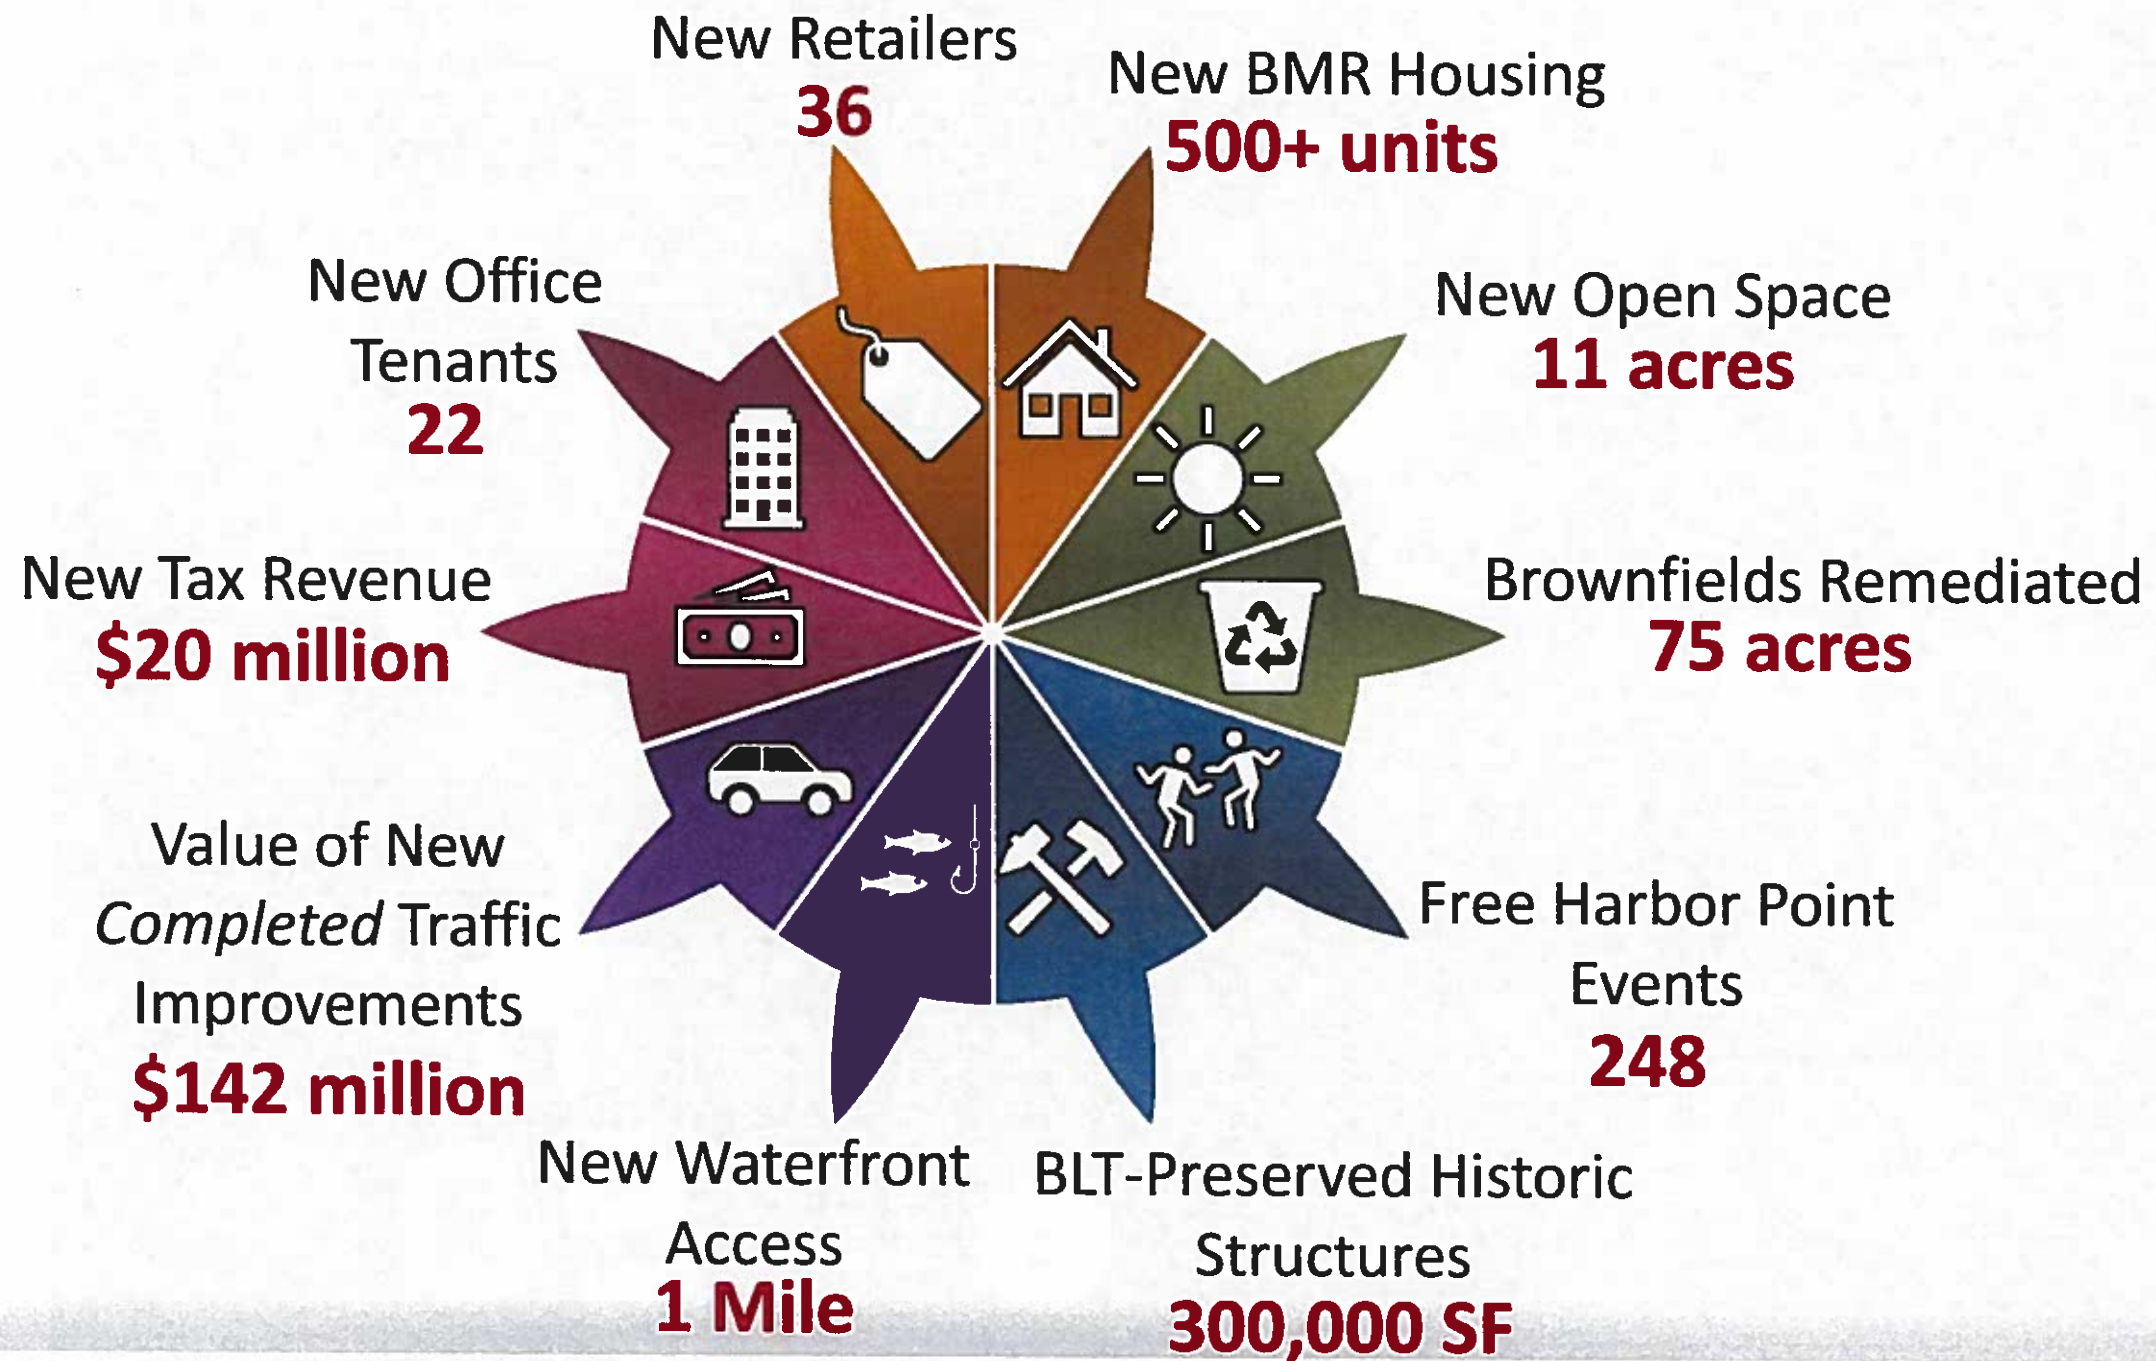 New Retailers
36
New BMR Housing
500+ units
New Open Space
11 acres
Brownfields Remediated
75 acres
Free Harbor Point
Events
248
BLT-Preserved Historic
Structures
300,000 SF
New Waterfront
Access
1 Mile
Value of New
Completed Traffic
Improvements
$142 million
New Tax Revenue
$20 million
New Office
Tenants
22